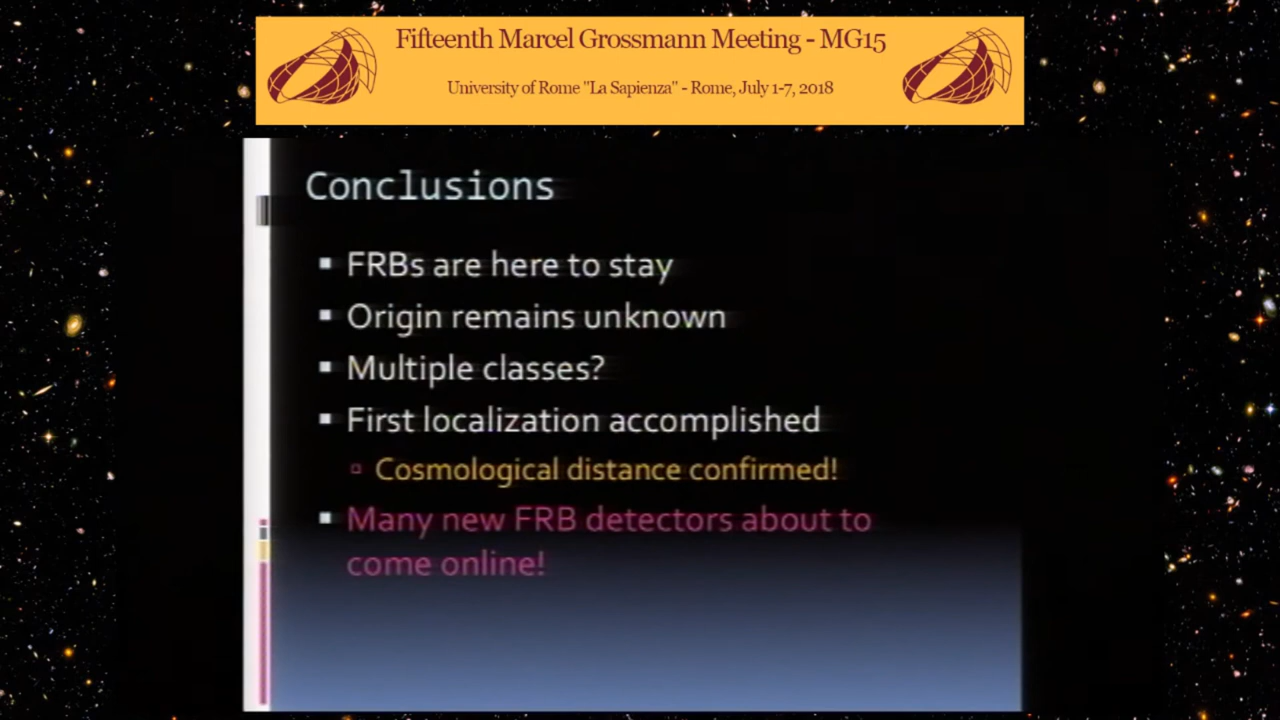 Fifteenth Marcel Grossmann Meeting - MG15
University of Rome "La Sapienza" - Rome, July 1-7, 2018
Conclusions
FRBs are here to stay
Origin remains unknown
Multiple classes?
First localization accomplished
Cosmological distance confirmed!
Many new FRB detectors about to
come online!